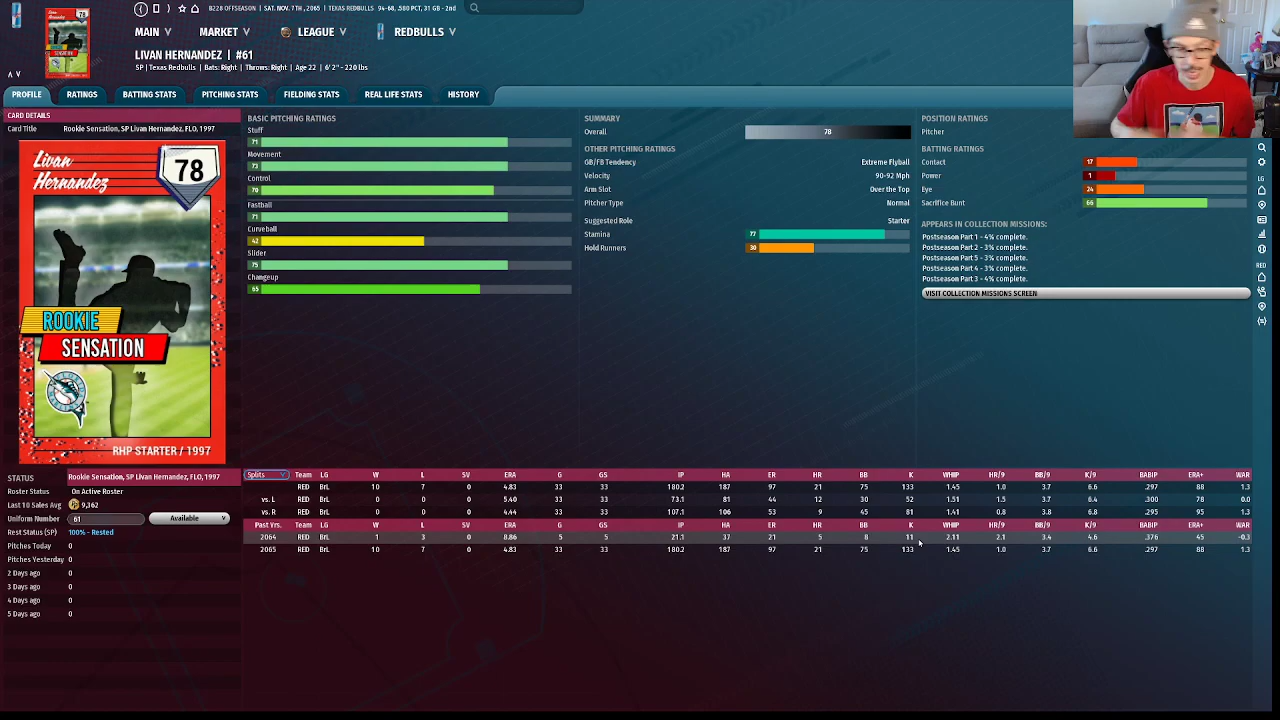 B228 OFFSEASON | SAT. NOV. 7TH, 2065 | TEXAS REDBULLS 94-68, .580 PCT, 31 GB - 2nd
MAIN MARKET LEAGUE REDBULLS
LIVAN HERNANDEZ | #61
SP | Texas Redbulls | Bats: Right | Throws: Right | Age 22 | 6'2" - 220 lbs
PROFILE RATINGS BATTING STATS PITCHING STATS FIELDING STATS REAL LIFE STATS HISTORY
CARD DETAILS
Card Title Rookie Sensation, SP Livan Hernandez, FLO, 1997
Livan
Hernandez
78
ROOKIE
SENSATION
RHP STARTER / 1997
BASIC PITCHING RATINGS
Stuff
71
Movement
73
Control
70
Fastball
71
Curveball
42
Slider
75
Changeup
65
SUMMARY
Overall 78
OTHER PITCHING RATINGS
GB/FB Tendency Extreme Flyball
Velocity 90-92 Mph
Arm Slot Over the Top
Pitcher Type Normal
Suggested Role Starter
Stamina 77
Hold Runners 30
POSITION RATINGS
Pitcher
BATTING RATINGS
Contact 17
Power 1
Eye 24
Sacrifice Bunt 66
APPEARS IN COLLECTION MISSIONS:
Postseason Part 1 - 4% complete.
Postseason Part 2 - 3% complete.
Postseason Part 5 - 3% complete.
Postseason Part 4 - 3% complete.
Postseason Part 3 - 4% complete.
VISIT COLLECTION MISSIONS SCREEN
LG
RED
STATUS Rookie Sensation, SP Livan Hernandez, FLO, 1997
Roster Status On Active Roster
Last 10 Sales Avg 9,362
Uniform Number 61 Available
Rest Status (SP) 100% - Rested
Pitches Today 0
Pitches Yesterday 0
2 Days ago 0
3 Days ago 0
4 Days ago 0
5 Days ago 0
Splits Team LG W L SV ERA G GS IP HA ER HR BB K WHIP HR/9 BB/9 K/9 BABIP ERA+ WAR
RED BrL 10 7 0 4.83 33 33 180.2 187 97 21 75 133 1.45 1.0 3.7 6.6 .297 88 1.3
vs. L RED BrL 0 0 0 5.40 33 33 73.1 81 44 12 30 52 1.51 1.5 3.7 6.4 .300 78 0.0
vs. R RED BrL 0 0 0 4.44 33 33 107.1 106 53 9 45 81 1.41 0.8 3.8 6.8 .295 95 1.3
Past Yrs. Team LG W L SV ERA G GS IP HA ER HR BB K WHIP HR/9 BB/9 K/9 BABIP ERA+ WAR
2064 RED BrL 1 3 0 8.86 5 5 21.1 37 21 5 8 11 2.11 2.1 3.4 4.6 .376 45 -0.3
2065 RED BrL 10 7 0 4.83 33 33 180.2 187 97 21 75 133 1.45 1.0 3.7 6.6 .297 88 1.3